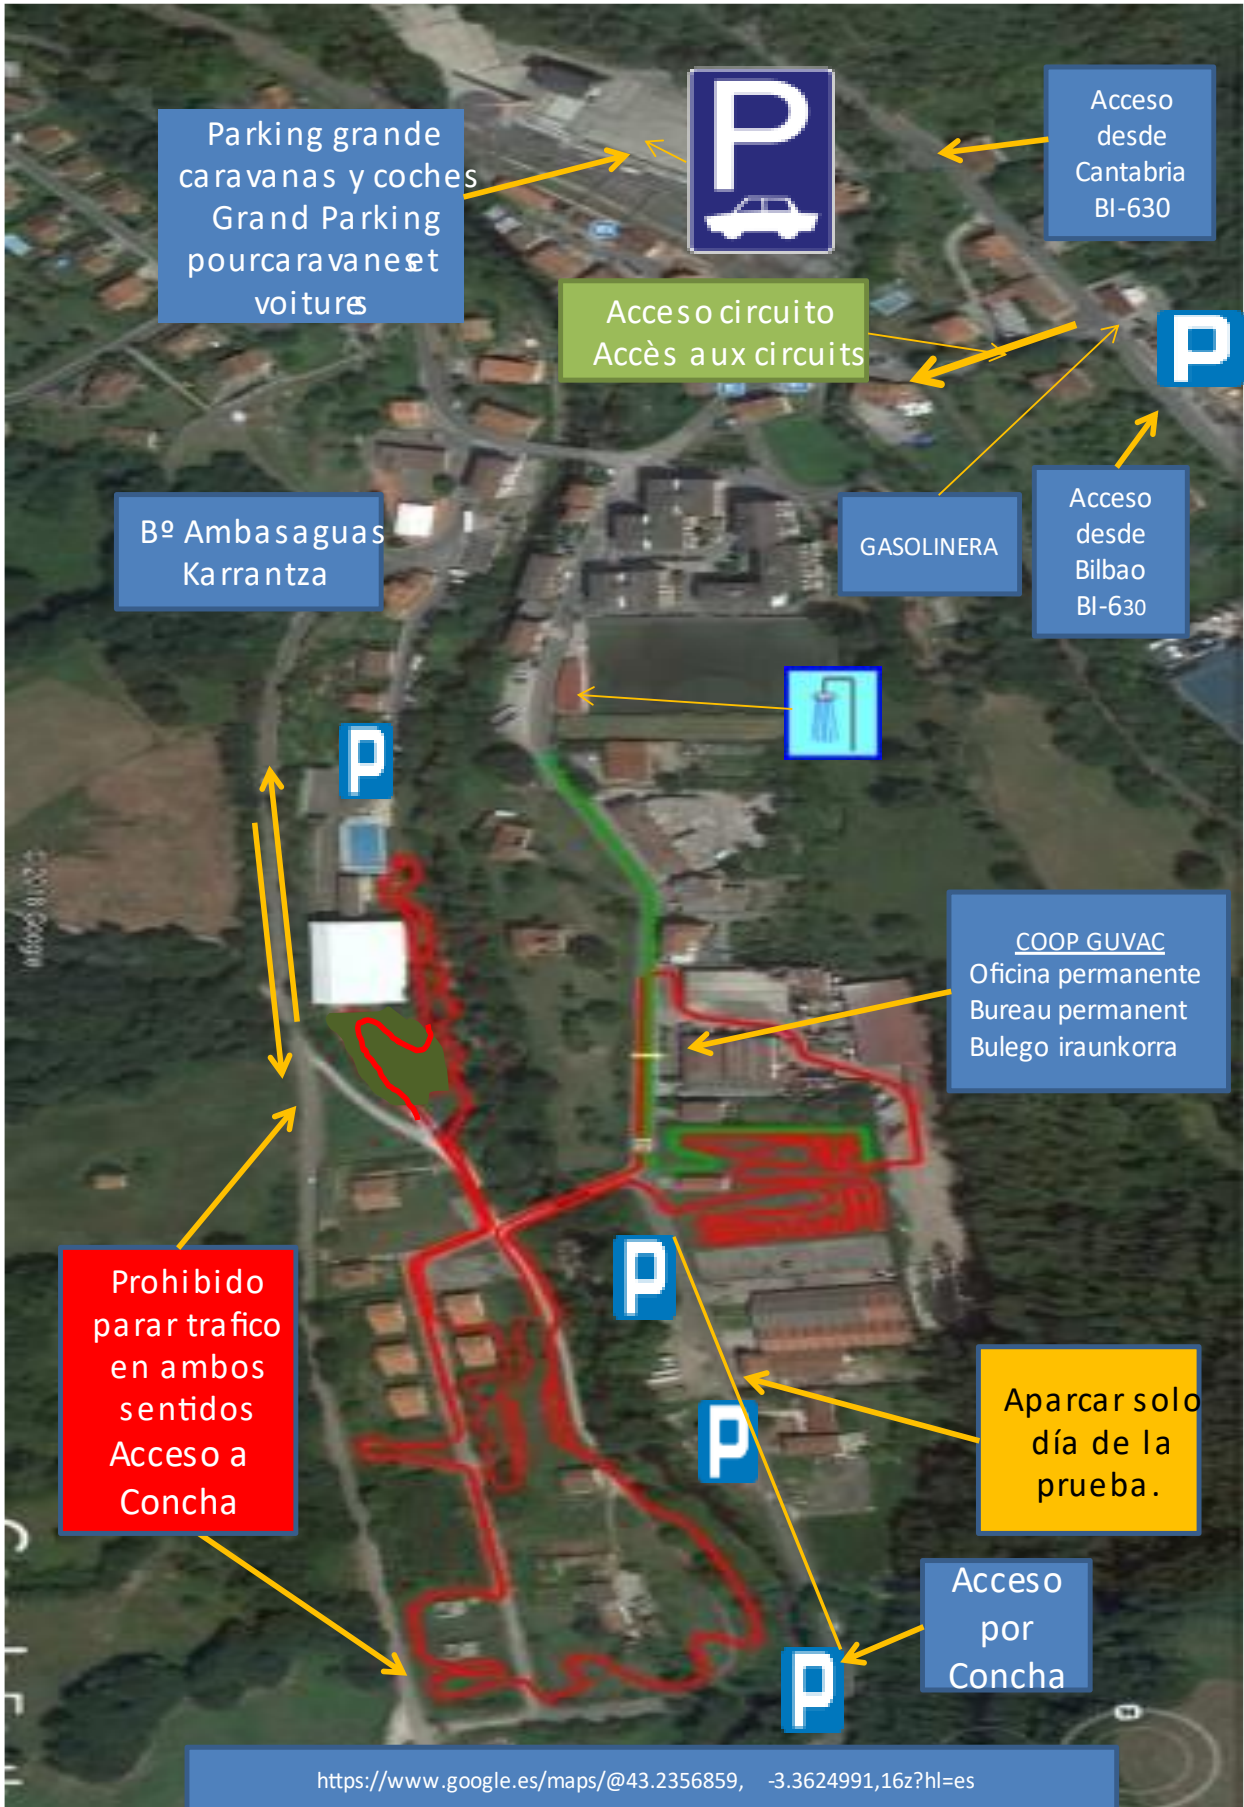 P
Acceso
desde
Cantabria
BI-630
Parking grande
caravanas y coches
Grand Parking
pourcaravaneset
voitures
Acceso circuito
Accès aux circuits
P
Bº Ambasaguas
Karrantza
GASOLINERA
Acceso
desde
Bilbao
BI-630
P
COOP GUVAC
Oficina permanente
Bureau permanent
Bulego iraunkorra
P
Prohibido
parar trafico
en ambos
sentidos
Acceso a
Concha
Aparcar solo
día de la
prueba.
P
Acceso
por
Concha
P
https://www.google.es/maps/@43.2356859, -3.3624991,16z?hl=es